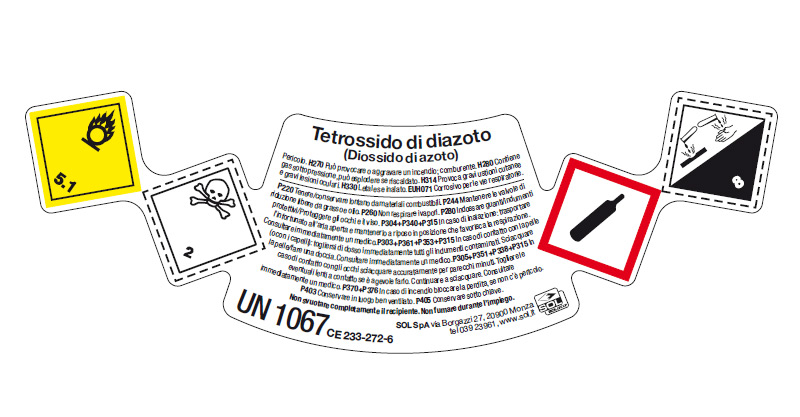 Tetrossido di diazoto
(Diossido di azoto)
Pericolo. H270 Può provocare o aggravare un incendio; comburente. H280 Contiene
gas sotto pressione, può esplodere se riscaldato. H314 Provoca gravi ustioni cutanee
e gravi lesioni oculari. H330 Letale se inalato. EUH071 Corrosivo per le vie respiratorie.
P220 Tenere/conservare lontano da materiali combustibili. P244 Mantenere le valvole di
riduzione libere da grasso e olio. P260 Non respirare i vapori. P280 Indossare guanti/indumenti
protettivi/Proteggere gli occhi e il viso. P304+P340+P315 In caso di inalazione: trasportare
l'infortunato all'aria aperta e mantenerlo a riposo in posizione che favorisca la respirazione.
Consultare immediatamente un medico. P303+P361+P353+P315 In caso di contatto con la pelle
(o con i capelli): togliersi di dosso immediatamente tutti gli indumenti contaminati. Sciacquare
la pelle/fare una doccia. Consultare immediatamente un medico. P305+P351+P338+P315 In
caso di contatto con gli occhi sciacquare accuratamente per parecchi minuti. Togliere le
eventuali lenti a contatto se è agevole farlo. Continuare a sciacquare. Consultare
immediatamente un medico. P370+P376 In caso di incendio bloccare la perdita, se non c'è pericolo.
P403 Conservare in luogo ben ventilato. P405 Conservare sotto chiave.
Non svuotare completamente il recipiente. Non fumare durante l'impiego.
UN 1067 CE 233-272-6
SOL SpA via Borgazzi 27, 20900 Monza
tel 039 23961, www.sol.it
5.1
2
8